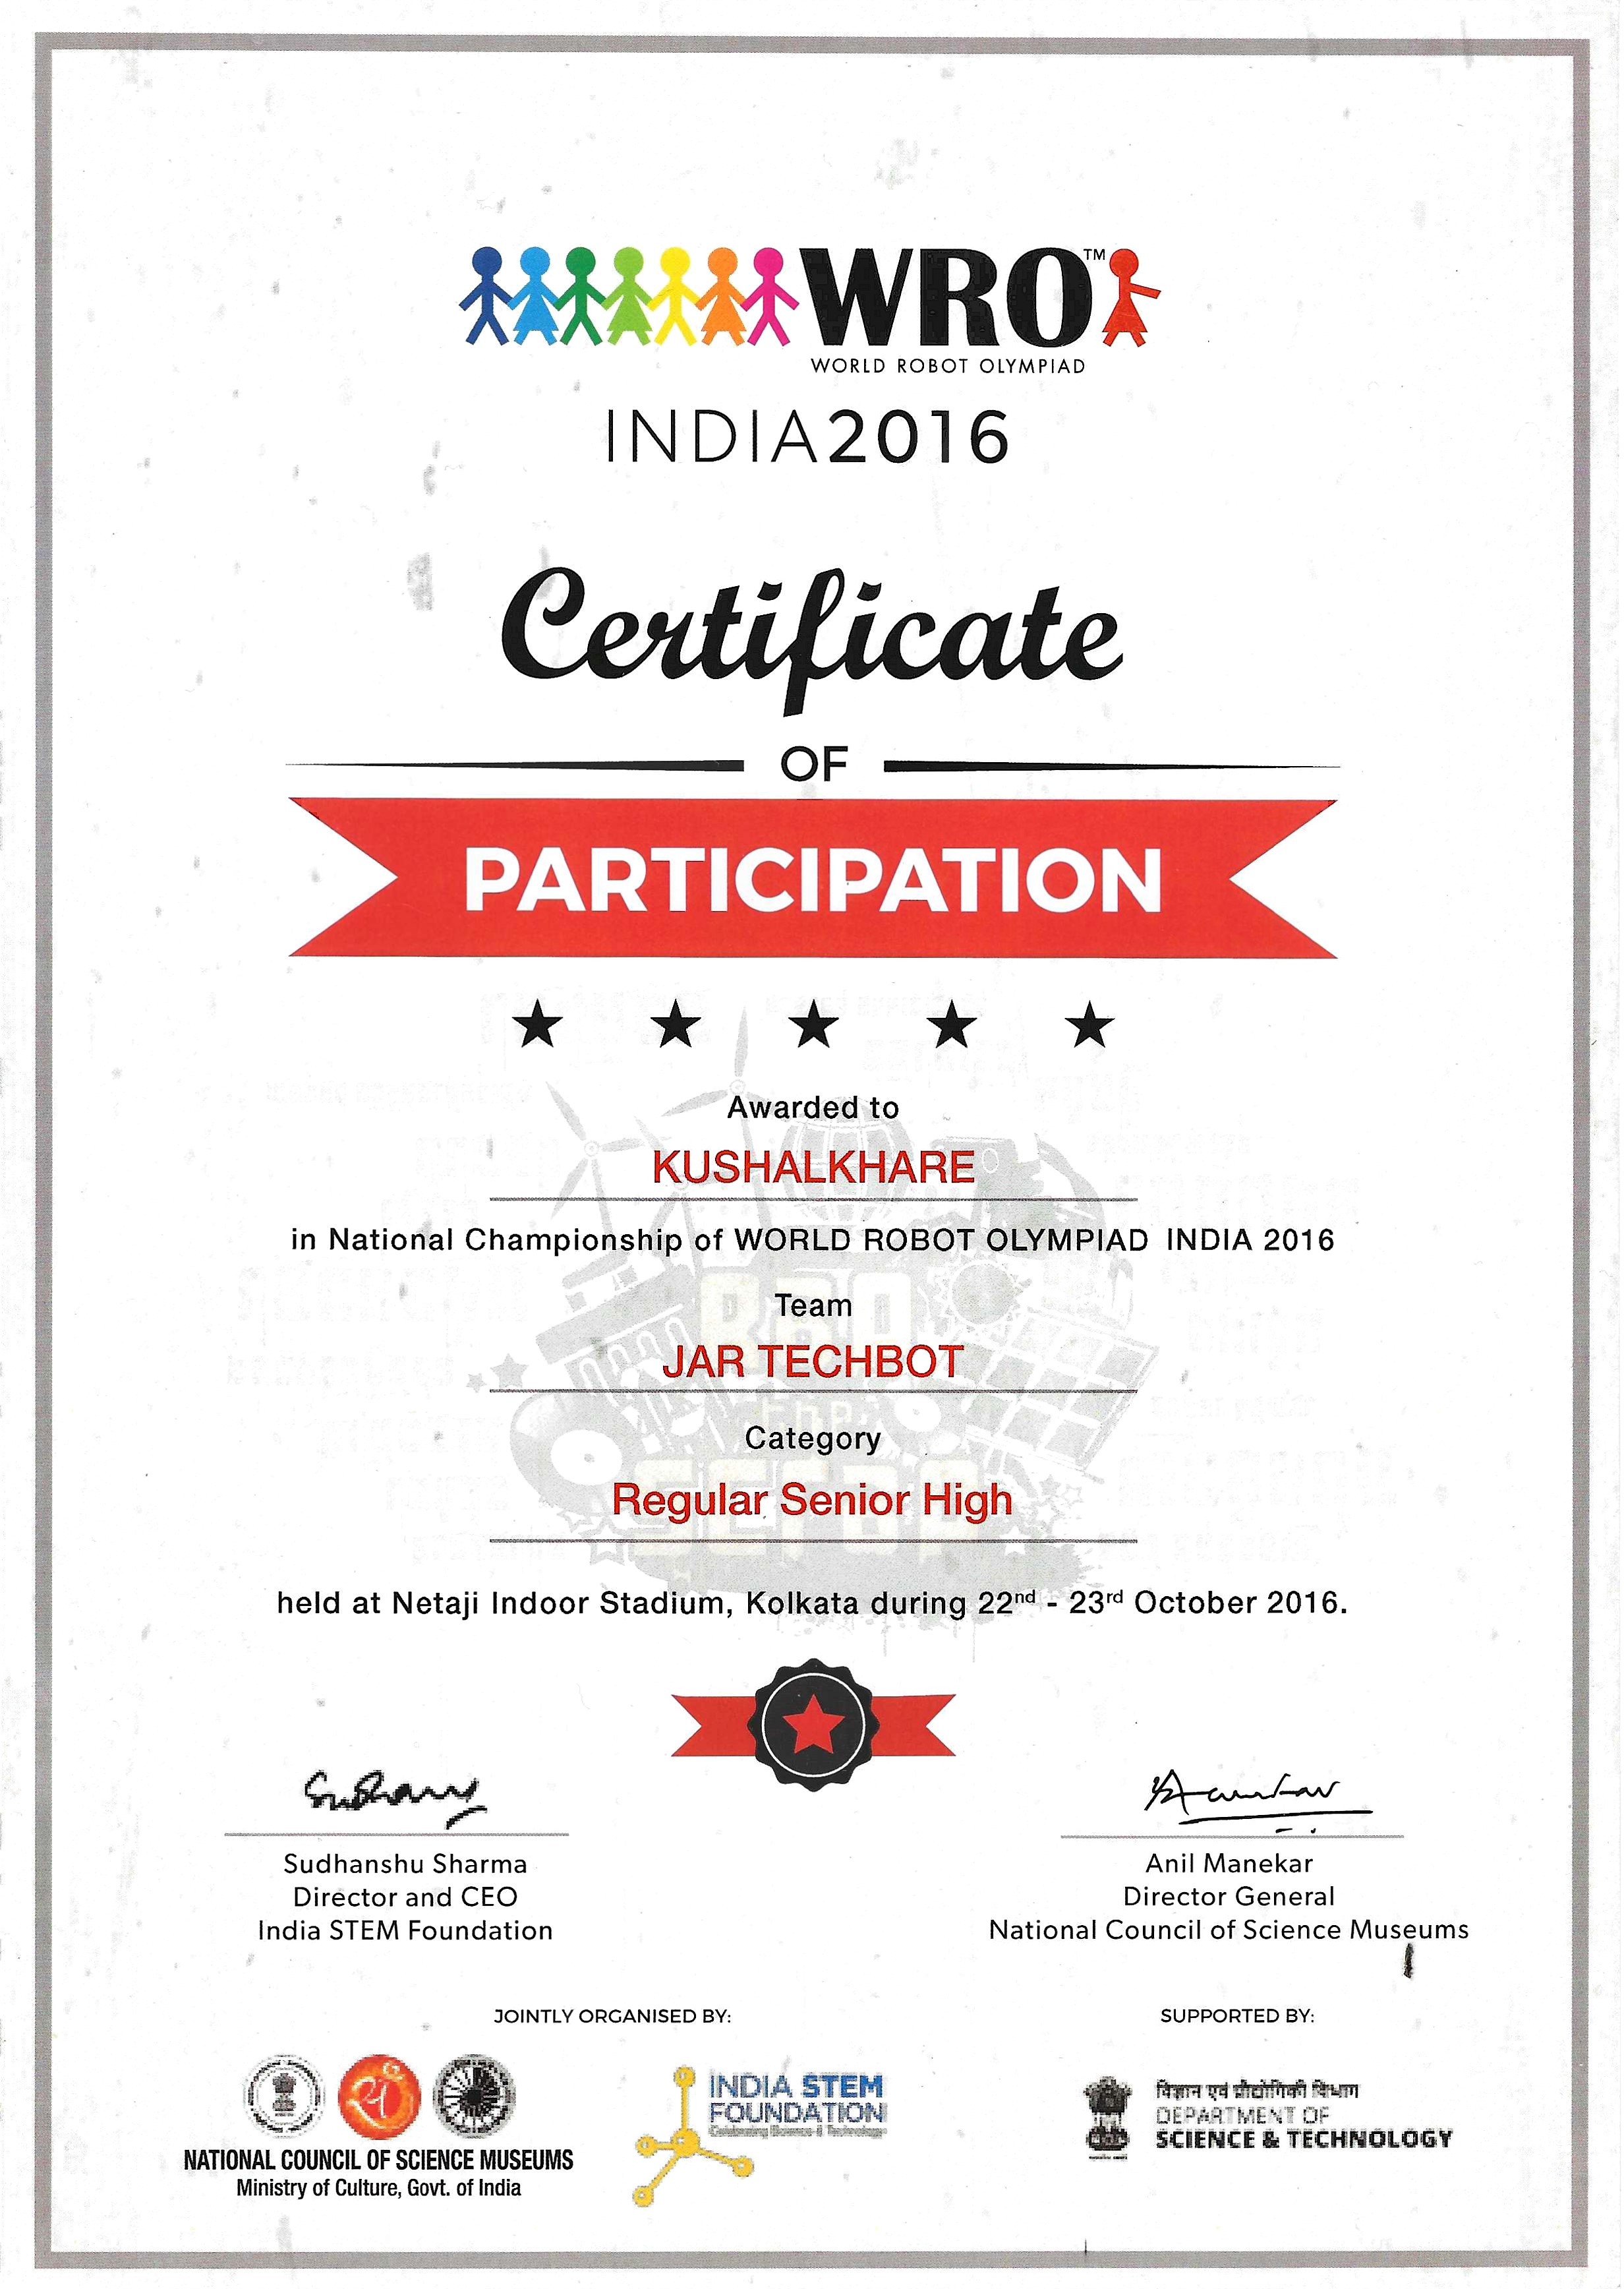 WRO™
WORLD ROBOT OLYMPIAD
INDIA2016
Certificate
OF
PARTICIPATION
Awarded to
KUSHALKHARE
in National Championship of WORLD ROBOT OLYMPIAD INDIA 2016
Team
JAR TECHBOT
Category
Regular Senior High
held at Netaji Indoor Stadium, Kolkata during 22nd - 23rd October 2016.
Sudhanshu Sharma
Director and CEO
India STEM Foundation
Anil Manekar
Director General
National Council of Science Museums
JOINTLY ORGANISED BY:
SUPPORTED BY:
NATIONAL COUNCIL OF SCIENCE MUSEUMS
Ministry of Culture, Govt. of India
INDIA STEM
FOUNDATION
Celebrating Science & Technology
विज्ञान एवं प्रौद्योगिकी विभाग
DEPARTMENT OF
SCIENCE & TECHNOLOGY